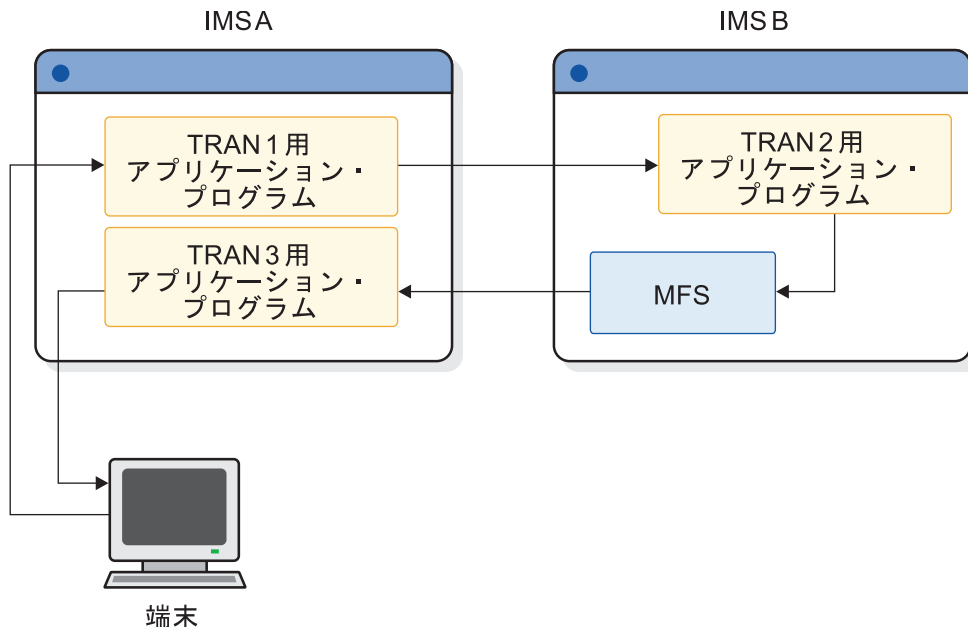 IMS A
IMS B
TRAN 1 用
アプリケーション・
プログラム
TRAN 2 用
アプリケーション・
プログラム
TRAN 3 用
アプリケーション・
プログラム
MFS
端末